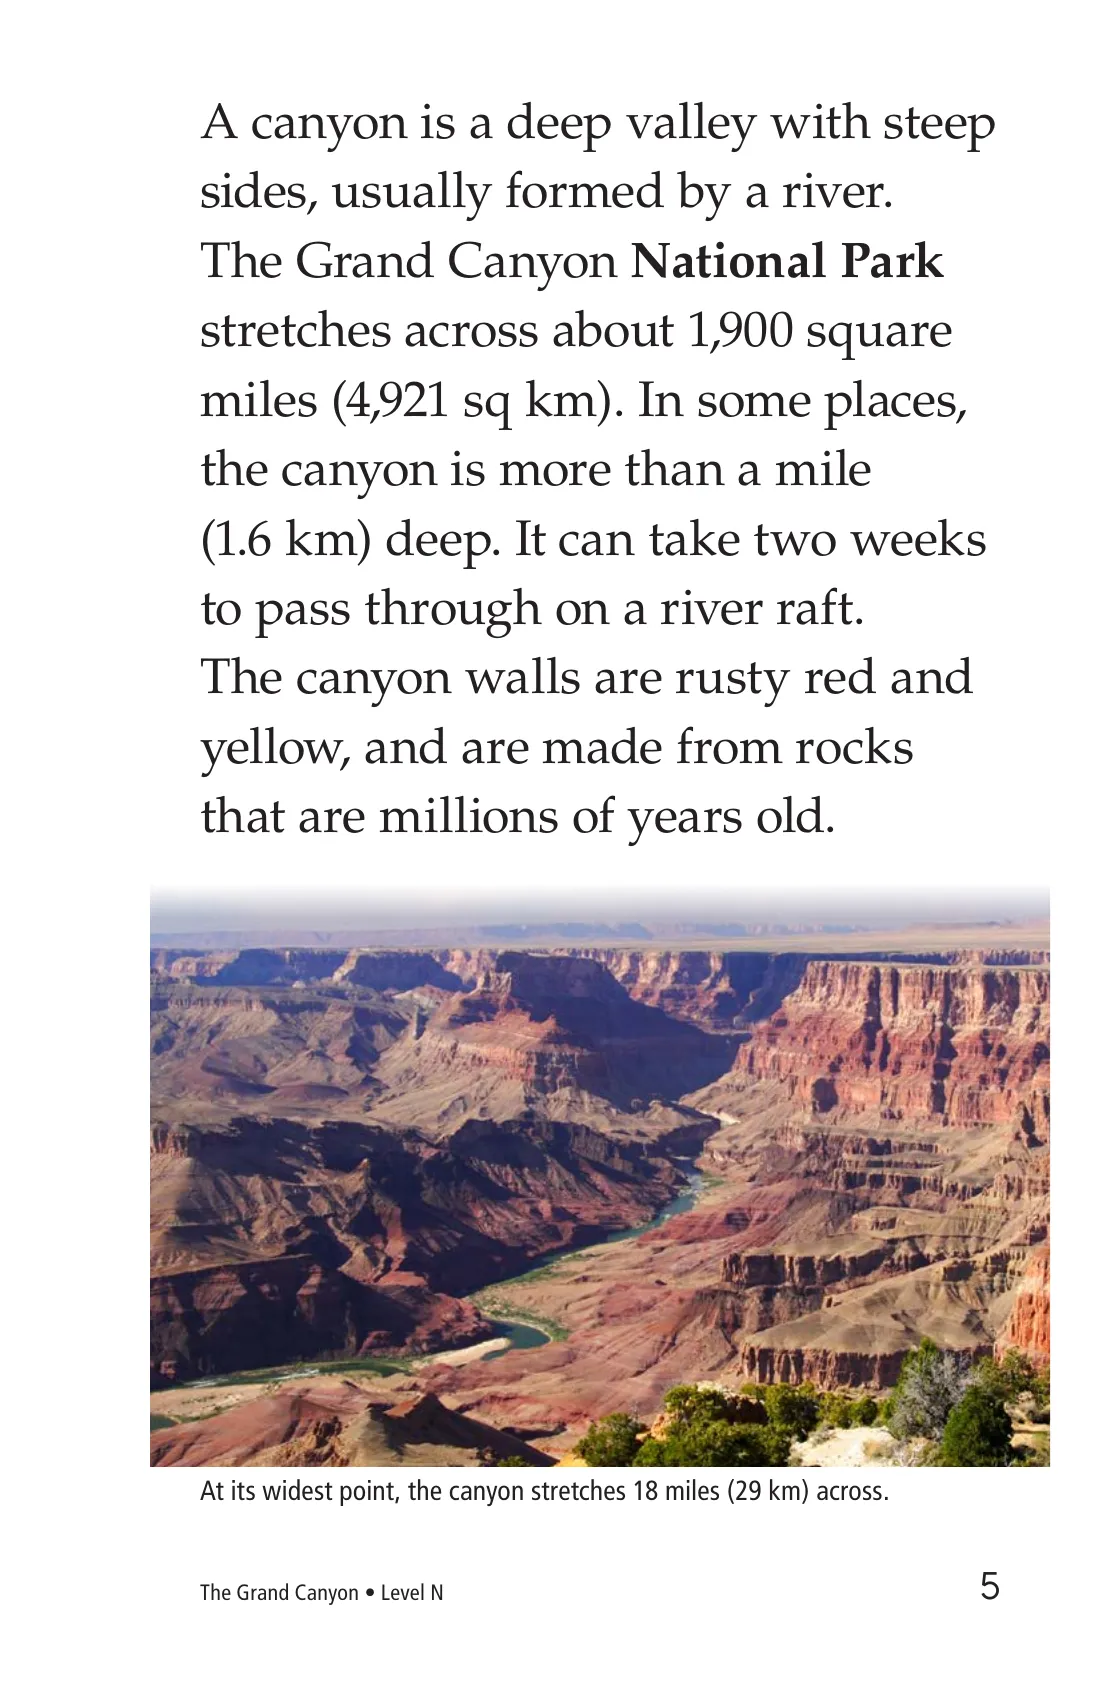 A canyon is a deep valley with steep
sides, usually formed by a river.
The Grand Canyon National Park
stretches across about 1,900 square
miles (4,921 sq km). In some places,
the canyon is more than a mile
(1.6 km) deep. It can take two weeks
to pass through on a river raft.
The canyon walls are rusty red and
yellow, and are made from rocks
that are millions of years old.
At its widest point, the canyon stretches 18 miles (29 km) across.
The Grand Canyon • Level N
5